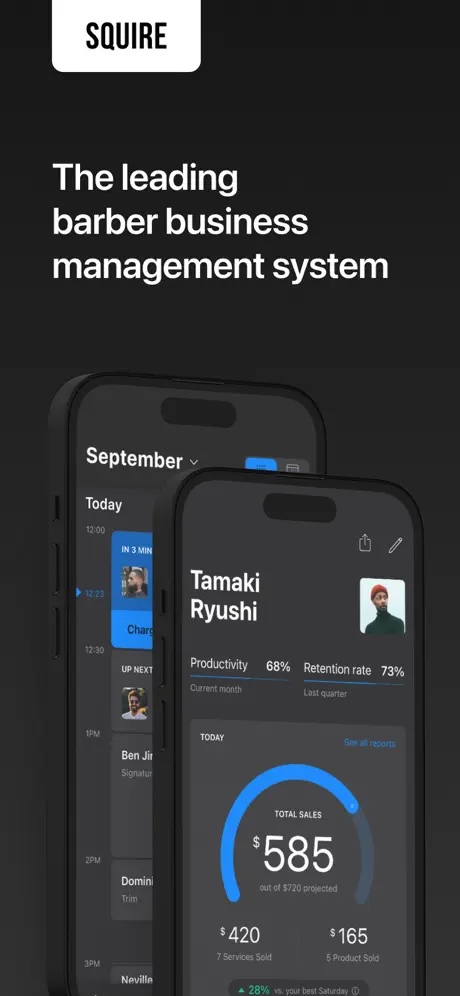 SQUIRE
The leading
barber business
management system
September
Today
12:00
IN 3 MIN
12:23
Charg
12:30
UP NEXT
1PM
Ben Jir
Signatur
2PM
Domini
Trim
3PM
Neville
Tamaki
Ryushi
Productivity 68%
Current month
Retention rate 73%
Last quarter
TODAY
See all reports
TOTAL SALES
$585
out of $720 projected
$420
7 Services Sold
$165
5 Product Sold
28% vs. your best Saturday